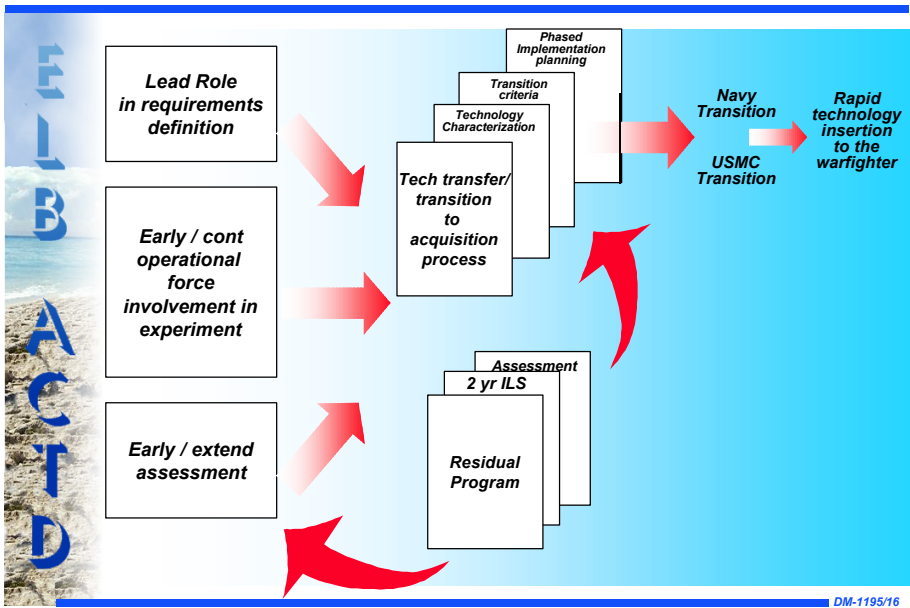 E
L
B
A
C
T
D
Lead Role
in requirements
definition
Early / cont
operational
force
involvement in
experiment
Early / extend
assessment
Phased
Implementation
planning
Transition
criteria
Technology
Characterization
Tech transfer/
transition
to
acquisition
process
Assessment
2 yr ILS
Residual
Program
Navy
Transition
USMC
Transition
Rapid
technology
insertion
to the
warfighter
DM-1195/16